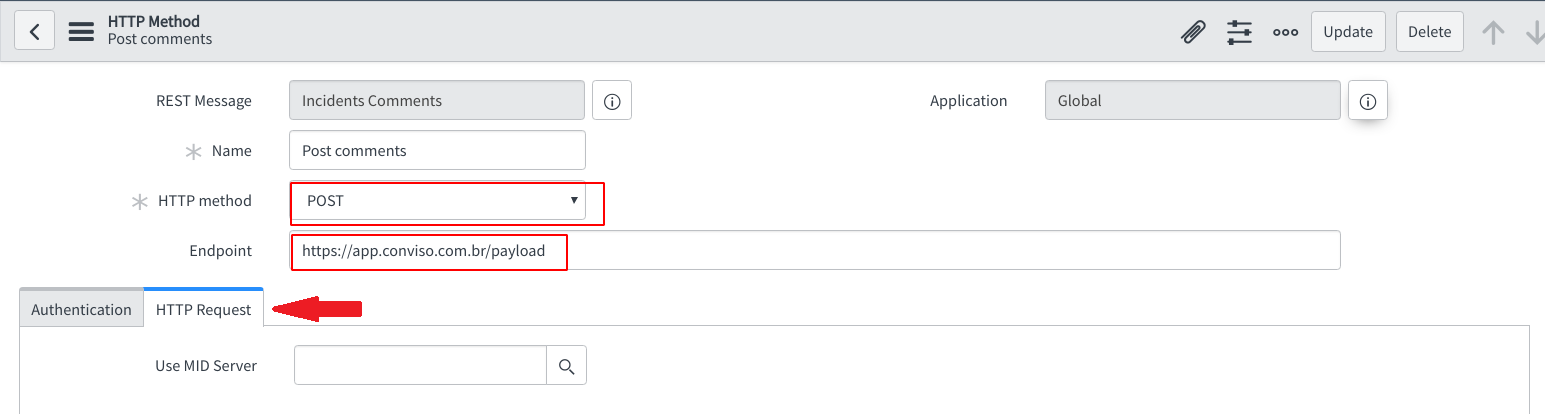 HTTP Method
Post comments
Update
Delete
REST Message
Incidents Comments
Application
Global
Name
Post comments
HTTP method
POST
Endpoint
https://app.conviso.com.br/payload
Authentication
HTTP Request
Use MID Server